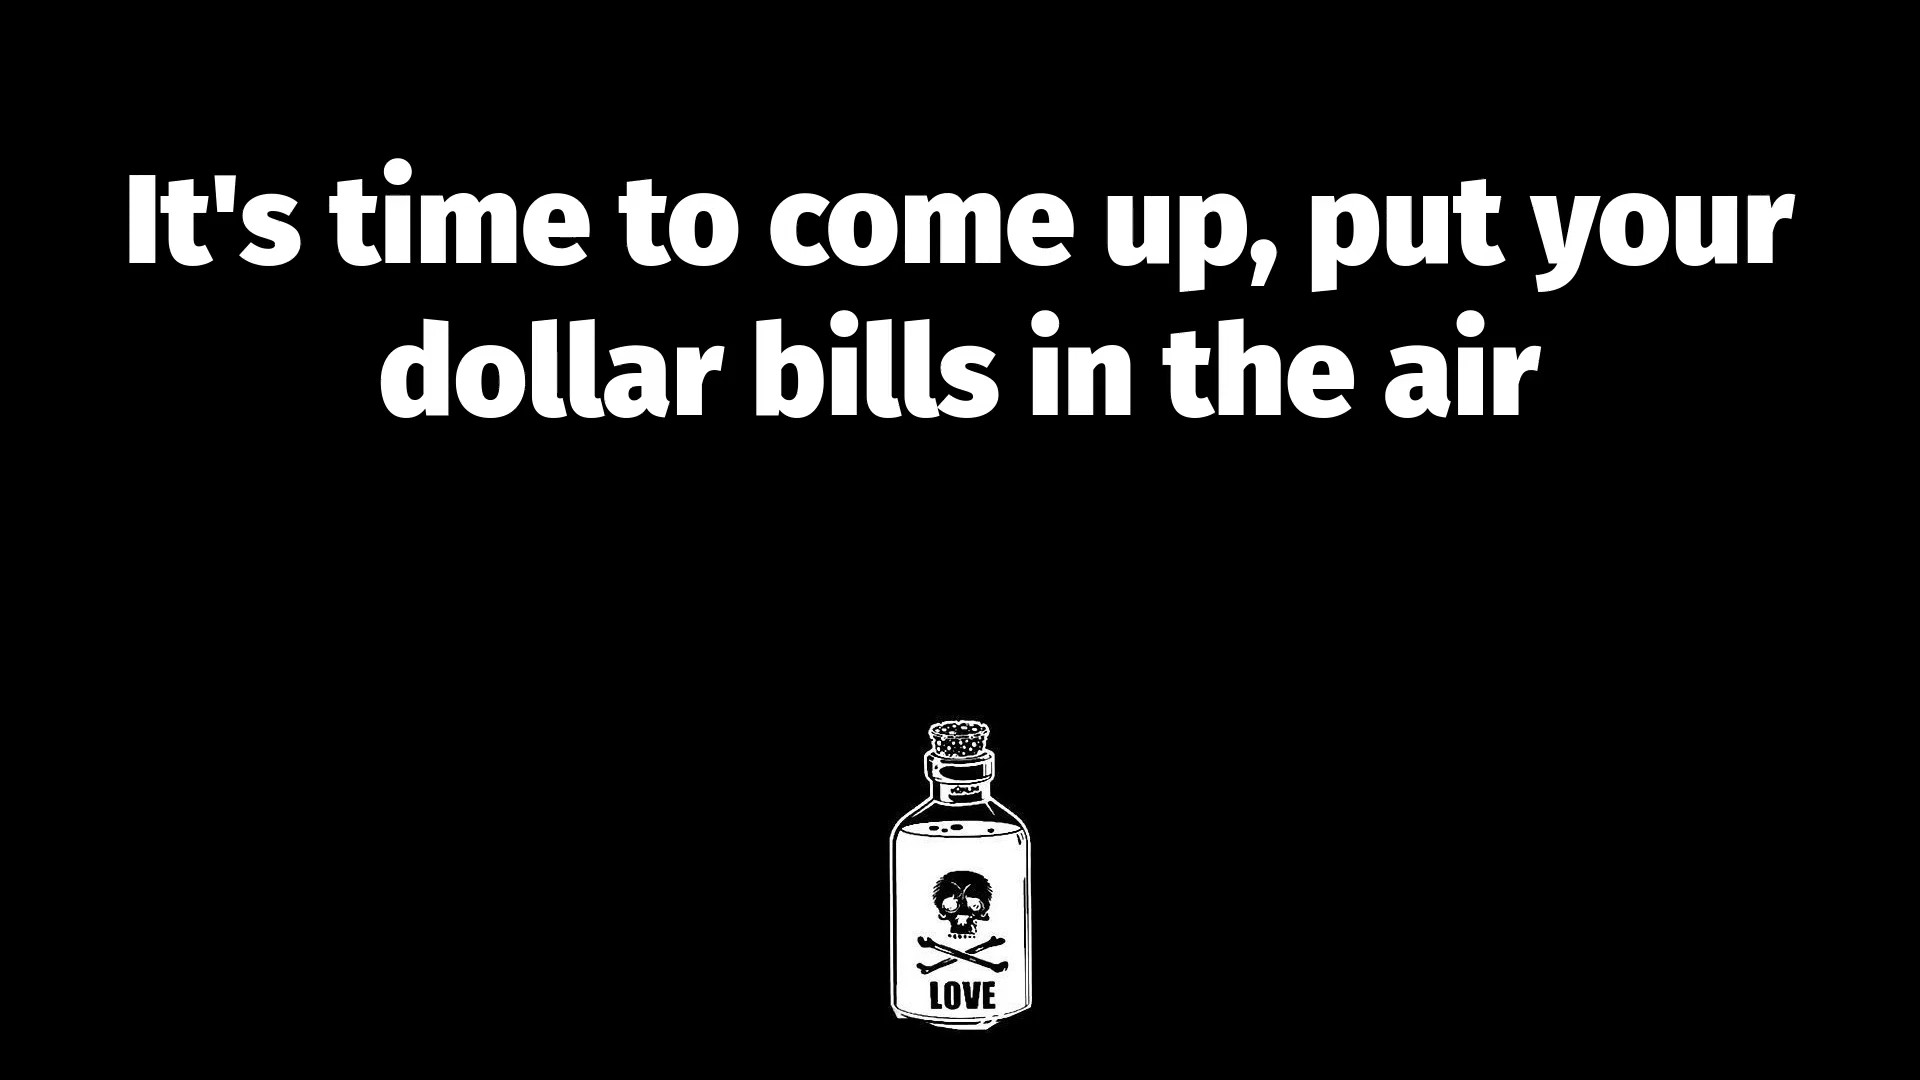 It's time to come up, put your
dollar bills in the air
LOVE